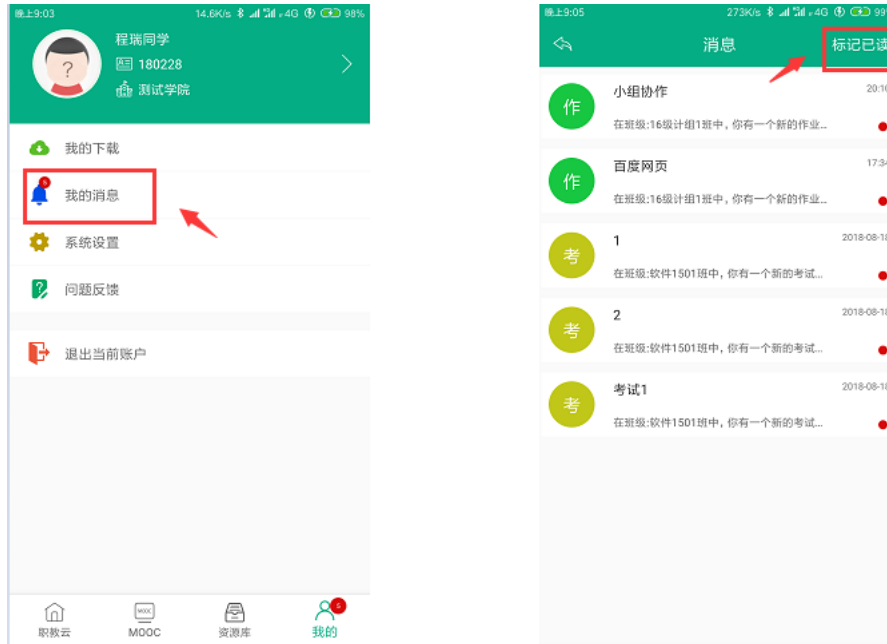 晚上9:03
14.6K/s
4G
98%
程瑞同学
180228
测试学院
我的下载
5
我的消息
系统设置
问题反馈
退出当前账户
职教云
MOOC
MOOC
资源库
5
我的
晚上9:05
273K/s
4G
99
消息
标记已读
作
小组协作
20:10
在班级:16级计组1班中，你有一个新的作业...
作
百度网页
17:34
在班级:16级计组1班中，你有一个新的作业...
考
1
2018-08-18
在班级:软件1501班中，你有一个新的考试...
考
2
2018-08-18
在班级:软件1501班中，你有一个新的考试...
考
考试1
2018-08-18
在班级:软件1501班中，你有一个新的考试...